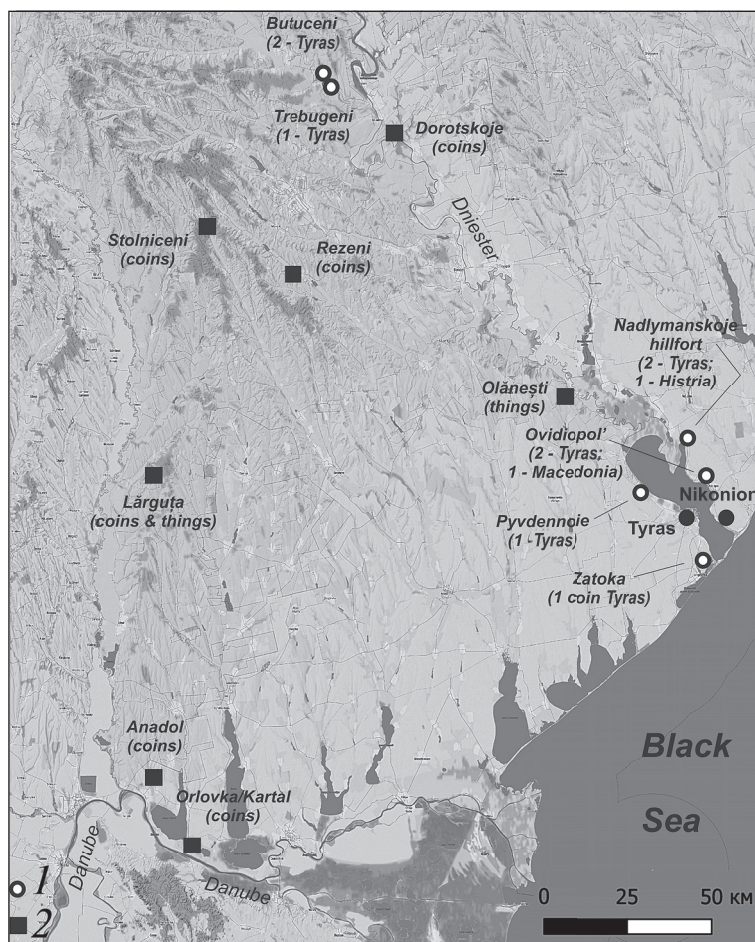 Butuceni
(2 - Tyras)
Trebugeni
(1 - Tyras)
Dorotskoje
(coins)
Dniester
Stolniceni
(coins)
Rezeni
(coins)
Nadlymanskoje
hillfort
(2 - Tyras;
1 - Histria)
Olănești
(things)
Ovidiopol’
(2 - Tyras;
1 - Macedonia)
Lărguța
(coins & things)
Nikonion
Pyvdennoje
(1 -Tyras)
Tyras
Zatoka
(1 coin Tyras)
Anadol
(coins)
Black
Sea
Orlovka/Kartal
(coins)
Danube
Danube
1
2
0 25 50 KM